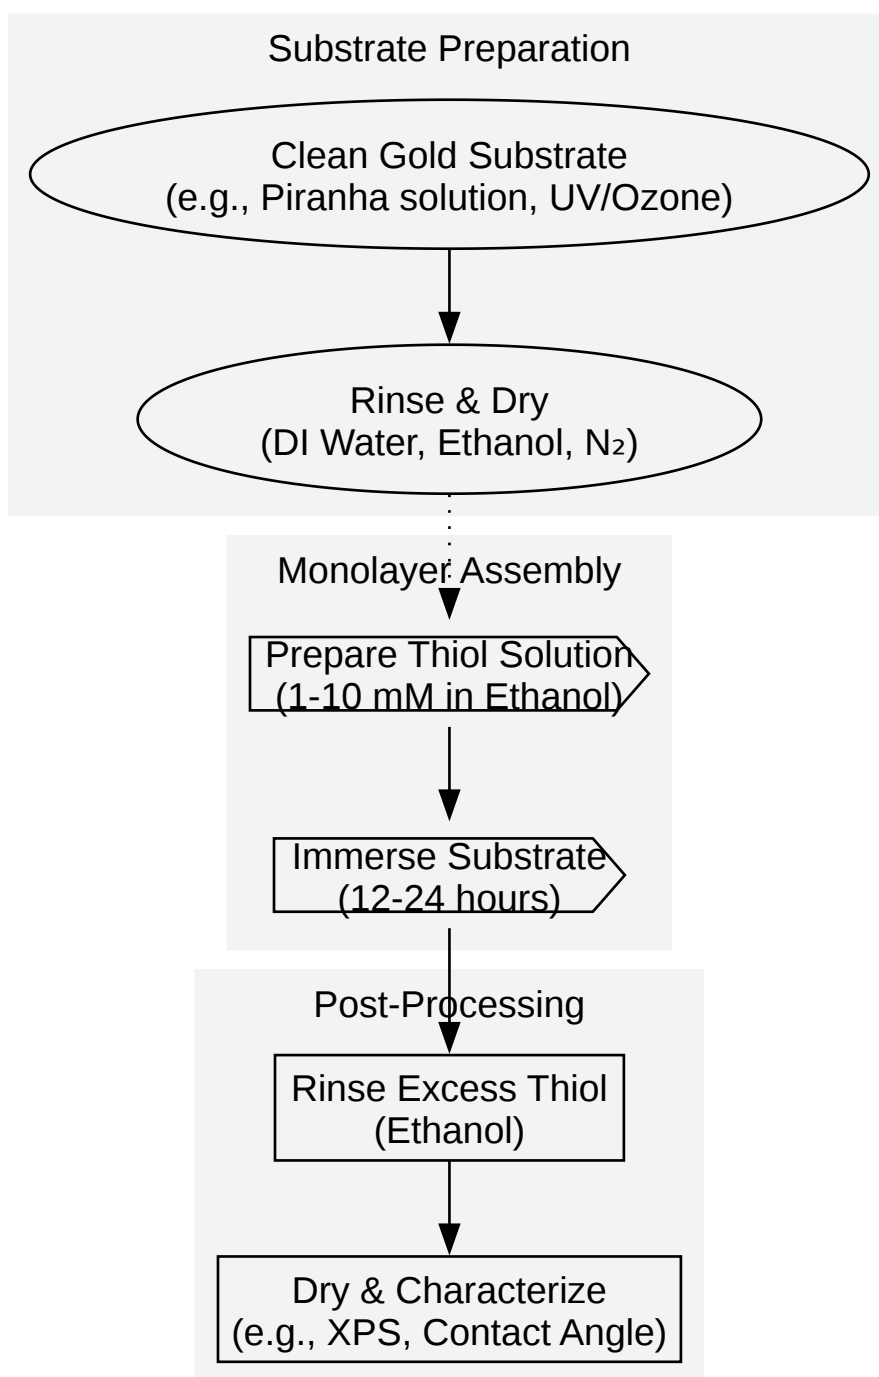 Substrate Preparation
Clean Gold Substrate
(e.g., Piranha solution, UV/Ozone)
Rinse & Dry
(DI Water, Ethanol, N₂)
Monolayer Assembly
Prepare Thiol Solution
(1-10 mM in Ethanol)
Immerse Substrate
(12-24 hours)
Post-Processing
Rinse Excess Thiol
(Ethanol)
Dry & Characterize
(e.g., XPS, Contact Angle)